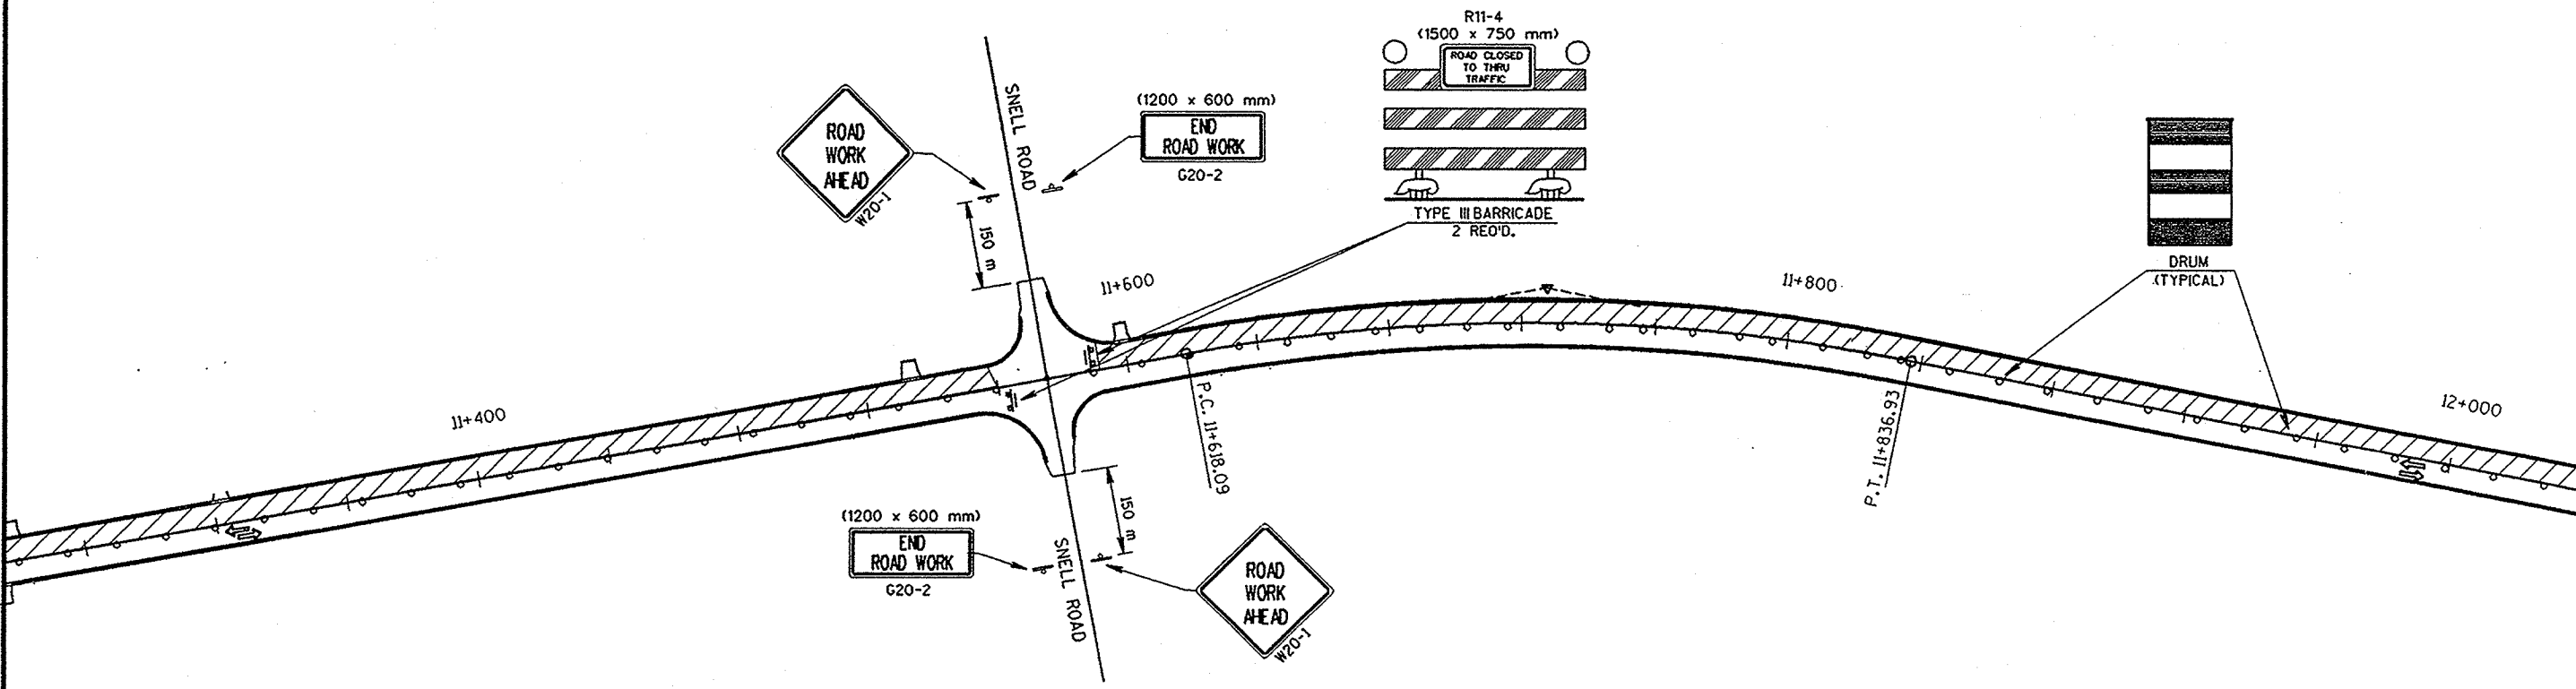 R11-4
(1500 x 750 mm)
ROAD CLOSED
TO THRU
TRAFFIC
TYPE III BARRICADE
2 REQ'D.
SNELL ROAD
(1200 x 600 mm)
END
ROAD WORK
G20-2
ROAD
WORK
AHEAD
W20-1
150 m
DRUM
(TYPICAL)
11+400
11+600
11+800
12+000
P.C. 11+618.09
P.T. 11+836.93
150 m
(1200 x 600 mm)
END
ROAD WORK
G20-2
SNELL ROAD
ROAD
WORK
AHEAD
W20-1